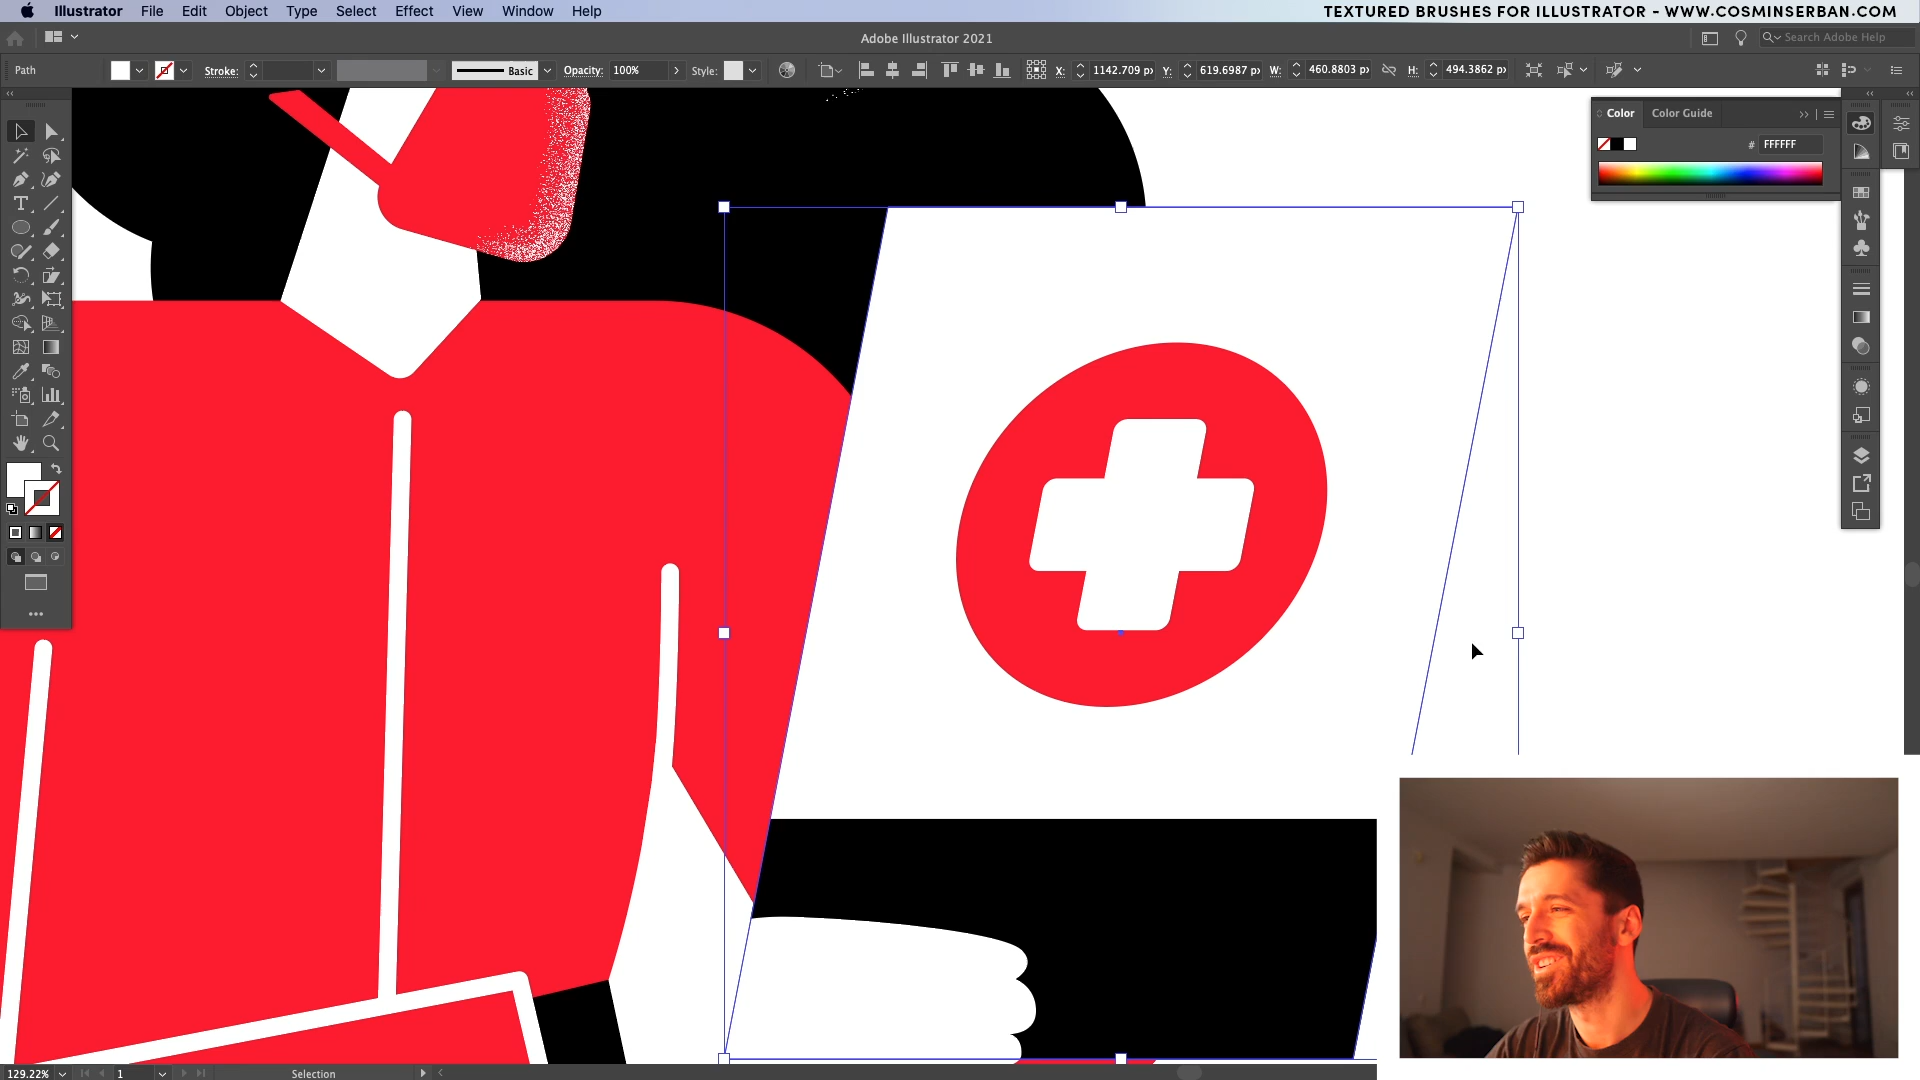 Illustrator File Edit Object Type Select Effect View Window Help
TEXTURED BRUSHES FOR ILLUSTRATOR - WWW.COSMINSERBAN.COM
Adobe Illustrator 2021
Search Adobe Help
Path
Stroke:
Basic
Opacity: 100%
Style:
X: 1142.709 p
Y: 619.6987 p
W: 460.8803 p
H: 494.3862 p
Color Color Guide
# FFFFFF
129.22%
1
Selection